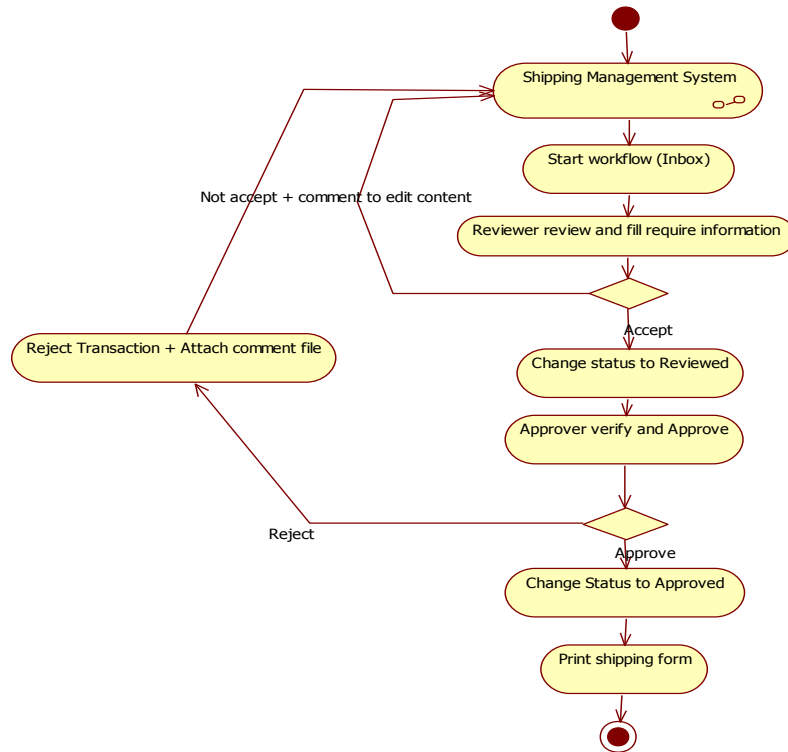 Shipping Management System
Start workflow (Inbox)
Not accept + comment to edit content
Reviewer review and fill require information
Accept
Reject Transaction + Attach comment file
Change status to Reviewed
Approver verify and Approve
Reject
Approve
Change Status to Approved
Print shipping form